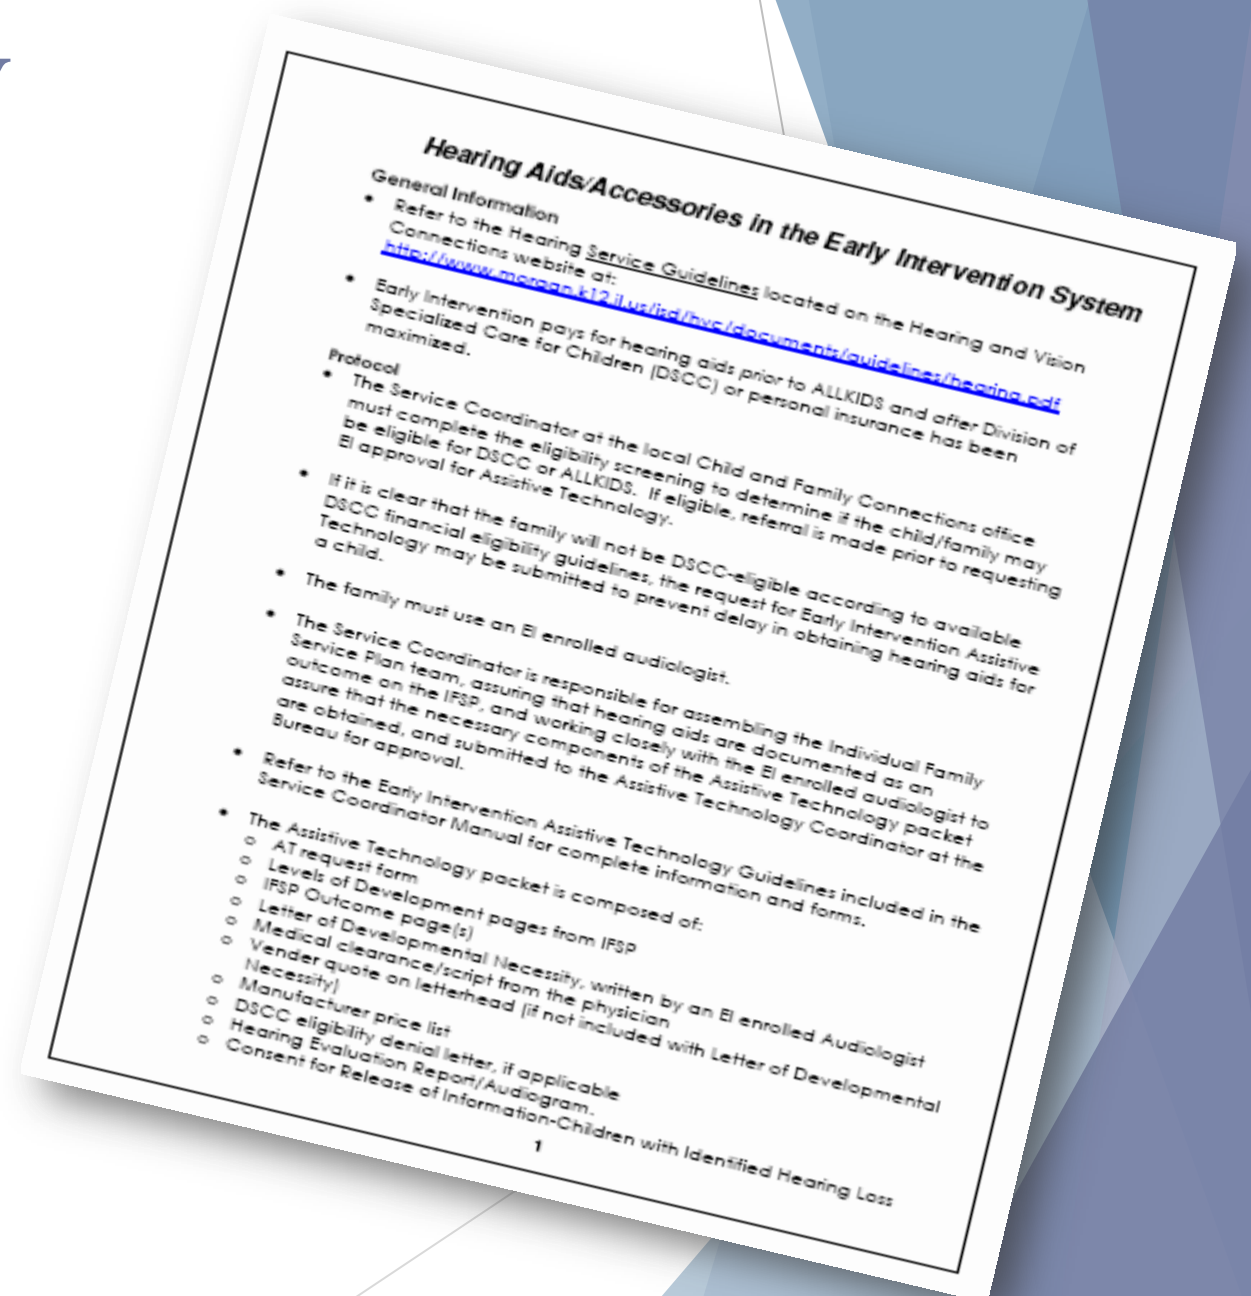 Hearing Aids/Accessories in the Early Intervention System
General Information
• Refer to the Hearing Service Guidelines located on the Hearing and Vision
Connections website at:
http://www.morgan.k12.il.us/isd/hvc/documents/guidelines/hearing.pdf
• Early Intervention pays for hearing aids prior to ALLKIDS and after Division of
Specialized Care for Children (DSCC) or personal insurance has been
maximized.
Protocol
• The Service Coordinator at the local Child and Family Connections office
must complete the eligibility screening to determine if the child/family may
be eligible for DSCC or ALLKIDS. If eligible, referral is made prior to requesting
EI approval for Assistive Technology.
• If it is clear that the family will not be DSCC-eligible according to available
DSCC financial eligibility guidelines, the request for Early Intervention Assistive
Technology may be submitted to prevent delay in obtaining hearing aids for
a child.
• The family must use an EI enrolled audiologist.
• The Service Coordinator is responsible for assembling the Individual Family
Service Plan team, assuring that hearing aids are documented as an
outcome on the IFSP, and working closely with the EI enrolled audiologist to
assure that the necessary components of the Assistive Technology packet
are obtained, and submitted to the Assistive Technology Coordinator at the
Bureau for approval.
• Refer to the Early Intervention Assistive Technology Guidelines included in the
Service Coordinator Manual for complete information and forms.
• The Assistive Technology packet is composed of:
o AT request form
o Levels of Development pages from IFSP
o IFSP Outcome page(s)
o Letter of Developmental Necessity, written by an EI enrolled Audiologist
o Medical clearance/script from the physician
o Vender quote on letterhead (if not included with Letter of Developmental
Necessity)
o Manufacturer price list
o DSCC eligibility denial letter, if applicable
o Hearing Evaluation Report/Audiogram.
o Consent for Release of Information-Children with Identified Hearing Loss
1